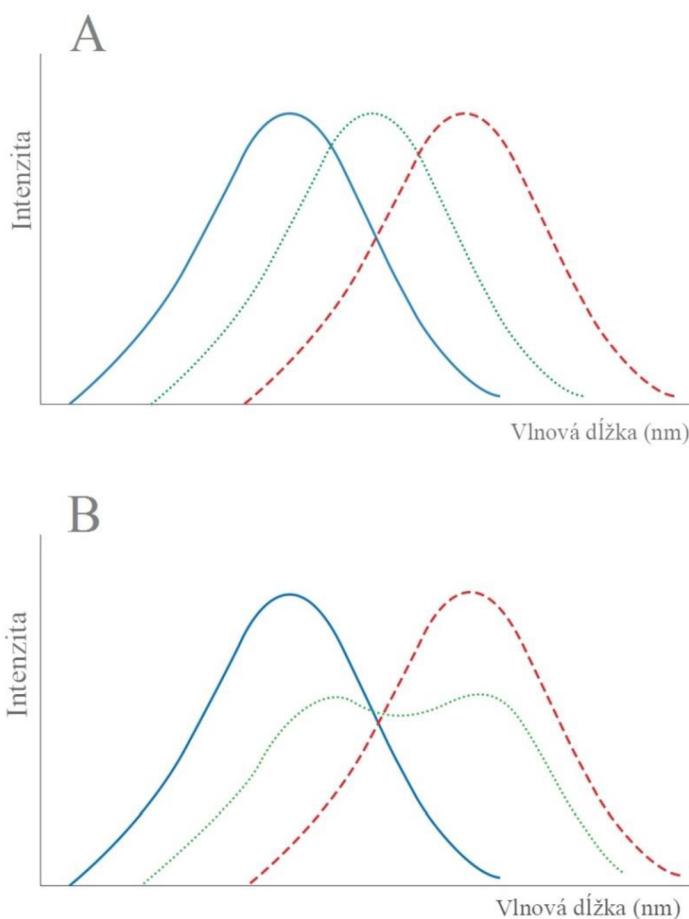 A
Intenzita
Vlnová dĺžka (nm)
B
Intenzita
Vlnová dĺžka (nm)